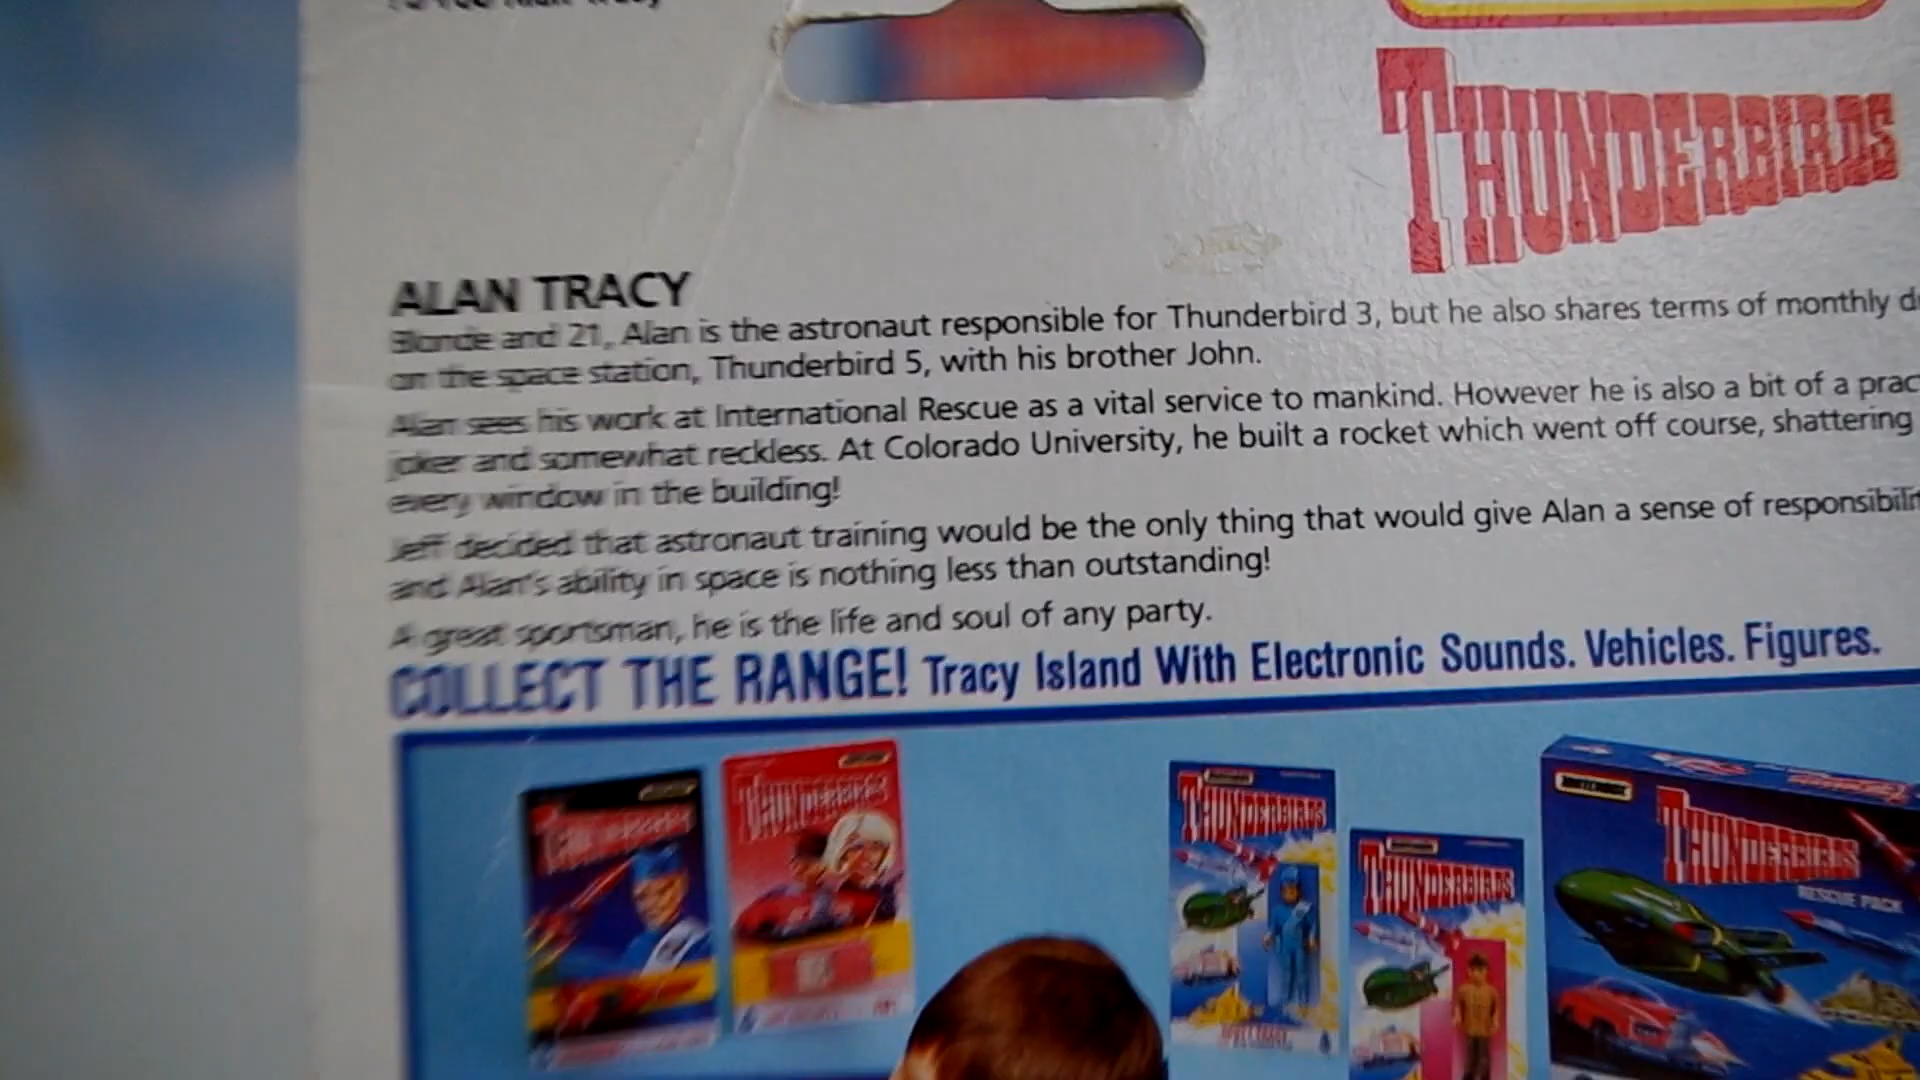 THUNDERBIRDS
ALAN TRACY
Blonde and 21, Alan is the astronaut responsible for Thunderbird 3, but he also shares terms of monthly
on the space station, Thunderbird 5, with his brother John.
Alan sees his work at International Rescue as a vital service to mankind. However he is also a bit of a
joker and somewhat reckless. At Colorado University, he built a rocket which went off course, shattering
every window in the building!
Jeff decided that astronaut training would be the only thing that would give Alan a sense of
and Alan's ability in space is nothing less than outstanding!
A great sportsman, he is the life and soul of any party.
COLLECT THE RANGE! Tracy Island With Electronic Sounds. Vehicles. Figures.
THUNDERBIRDS
THUNDERBIRDS
THUNDERBIRDS
THUNDERBIRDS
THUNDERBIRDS
RESCUE PACK